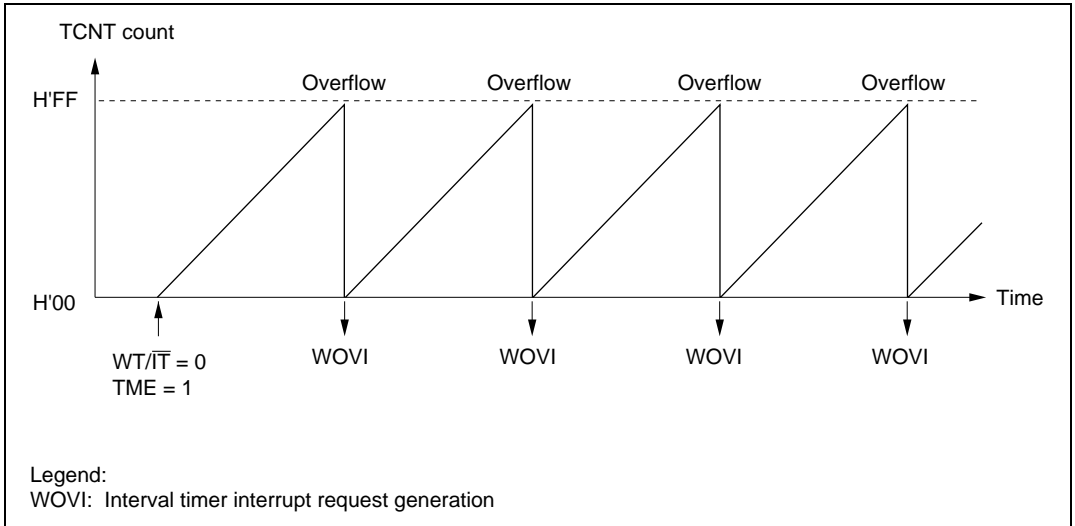 TCNT count
Overflow Overflow Overflow Overflow
H'FF
H'00
Time
WT/I̅T̅ = 0
TME = 1
WOVI WOVI WOVI WOVI
Legend:
WOVI: Interval timer interrupt request generation